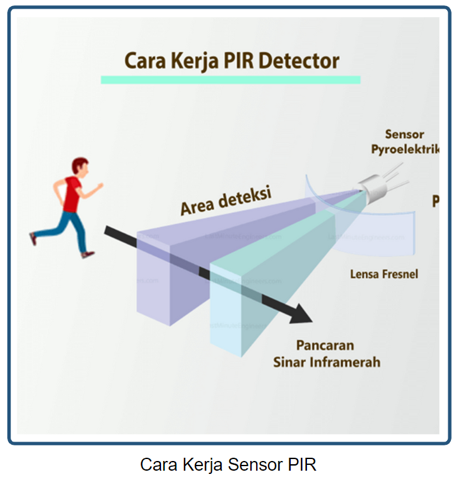 Cara Kerja PIR Detector
Sensor
Pyroelektrik
Area deteksi
P
Lensa Fresnel
Pancaran
Sinar Inframerah
Cara Kerja Sensor PIR